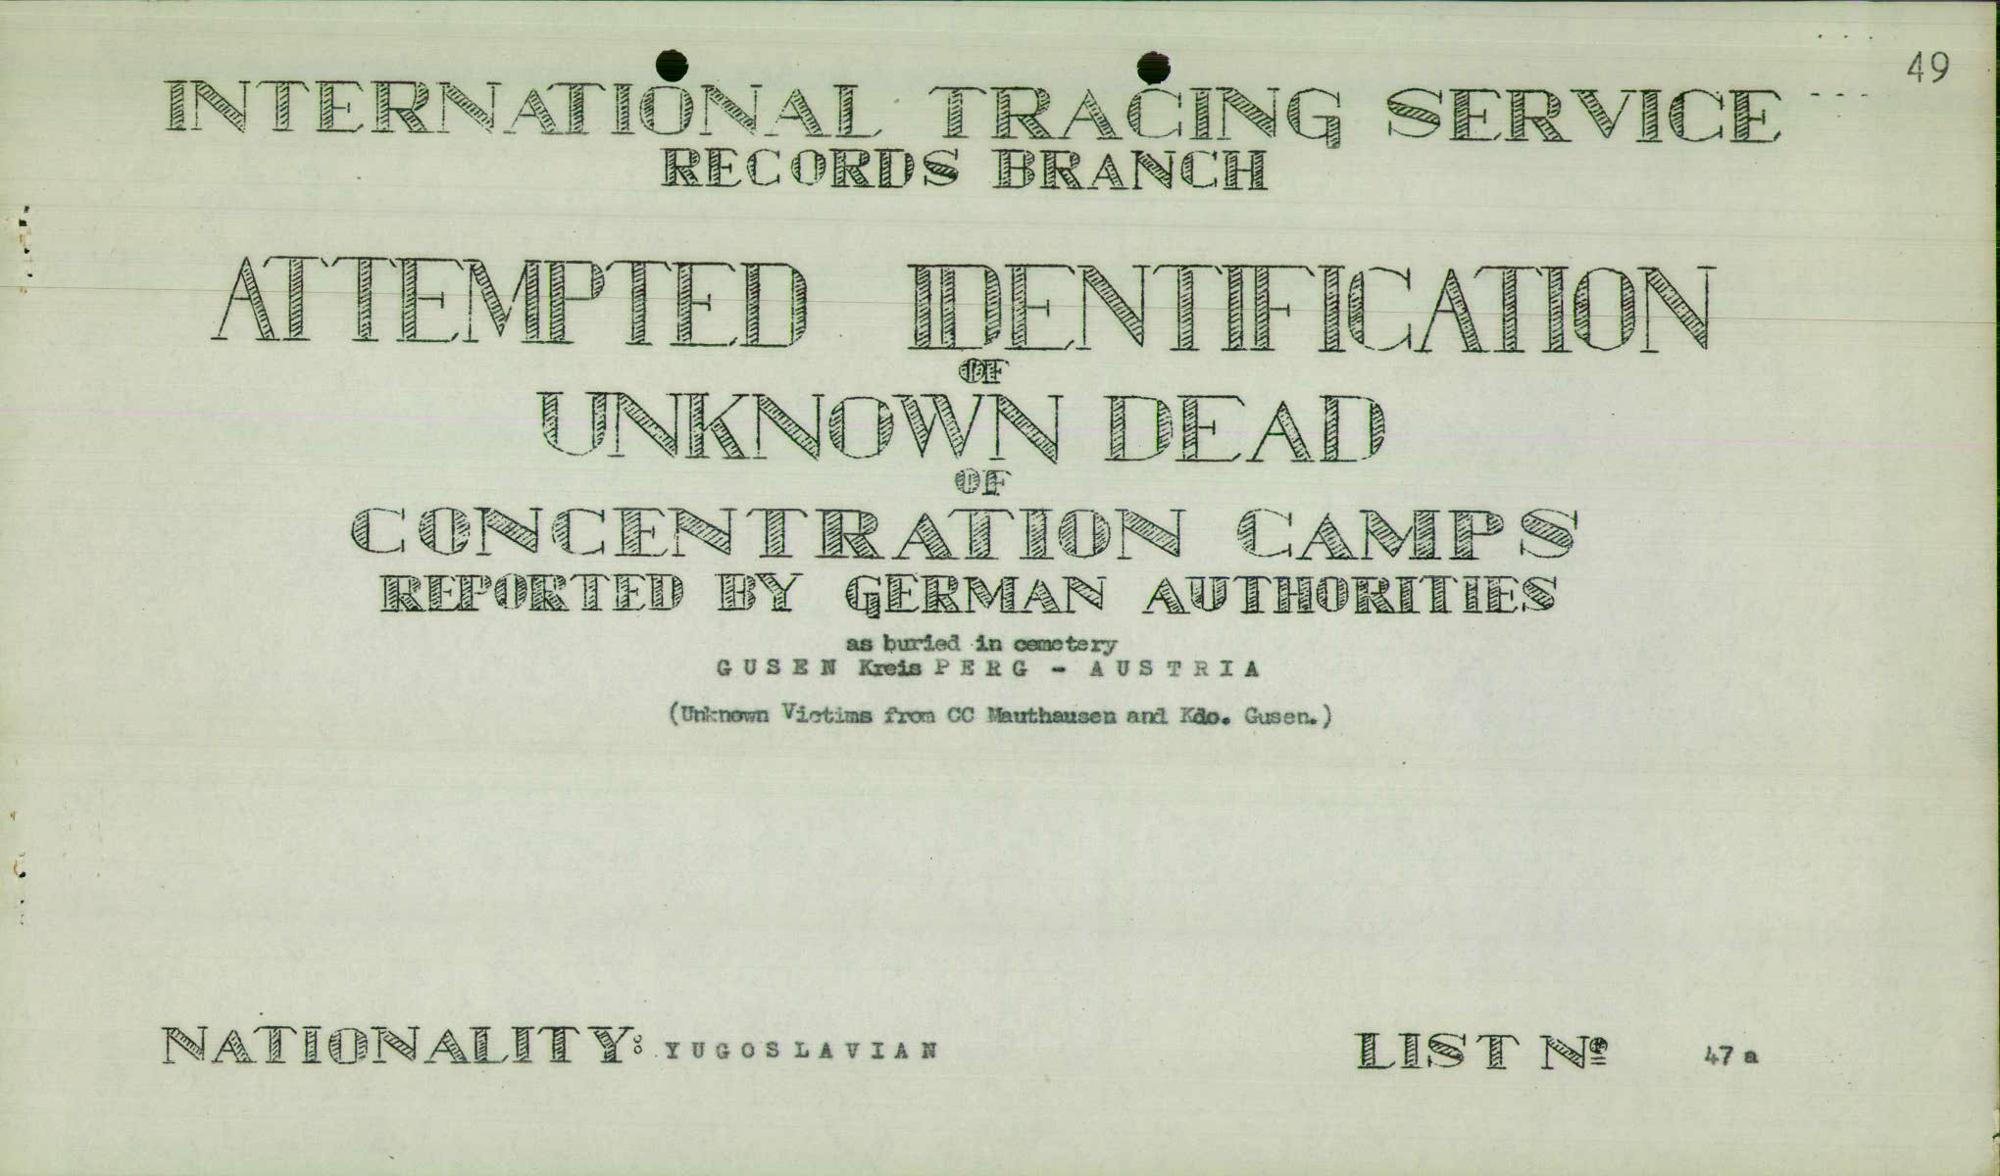 49
INTERNATIONAL TRACING SERVICE
RECORDS BRANCH
ATTEMPTED IDENTIFICATION
OF
UNKNOWN DEAD
OF
CONCENTRATION CAMPS
REPORTED BY GERMAN AUTHORITIES
as buried in cemetery
GUSEN Kreis PERG - AUSTRIA
(Unknown Victims from CC Mauthausen and Kdo. Gusen.)
NATIONALITY: YUGOSLAVIAN
LIST Nº 47 a